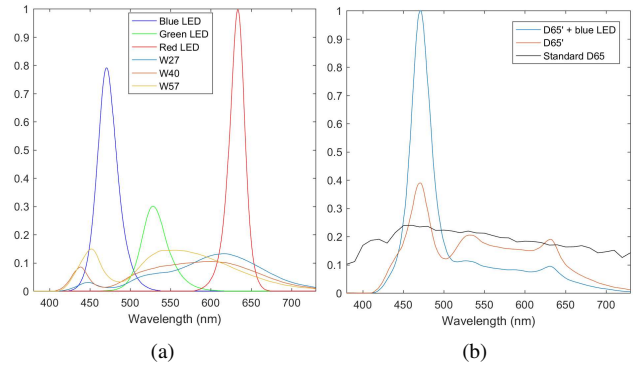 1
0.9
0.8
0.7
0.6
0.5
0.4
0.3
0.2
0.1
0
400 450 500 550 600 650 700
Wavelength (nm)
Blue LED
Green LED
Red LED
W27
W40
W57
(a)
1
0.9
0.8
0.7
0.6
0.5
0.4
0.3
0.2
0.1
0
400 450 500 550 600 650 700
Wavelength (nm)
D65' + blue LED
D65'
Standard D65
(b)